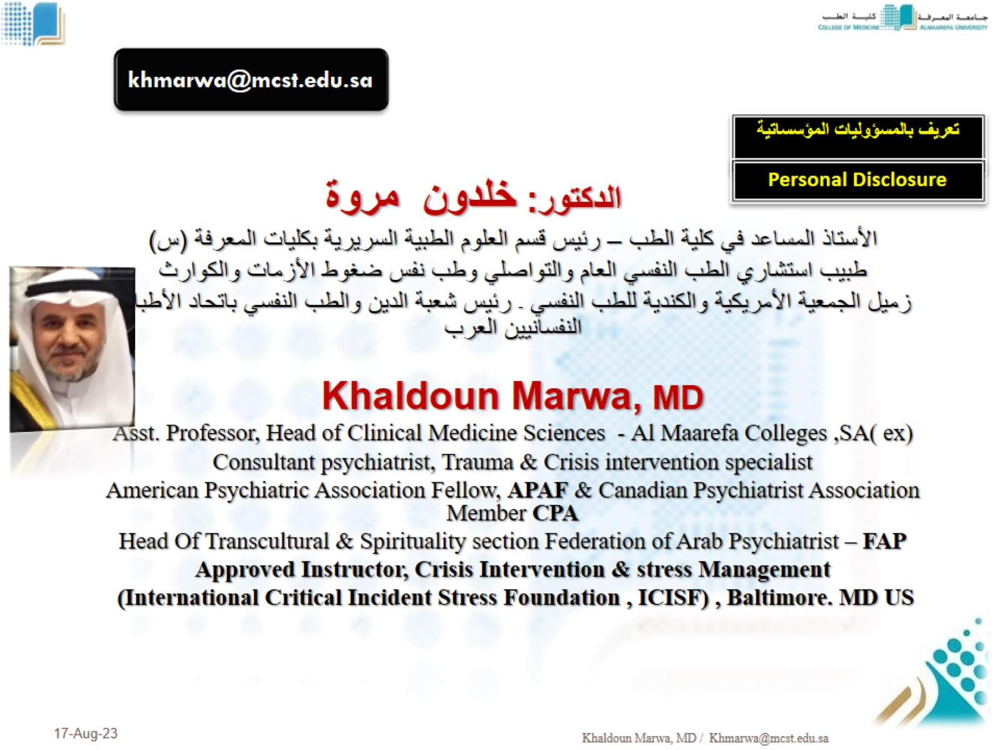 كلية الطب
جامعة المعرفة
COLLEGE OF MEDICINE
ALMAAREFA UNIVERSITY
khmarwa@mcst.edu.sa
تعريف بالمسؤوليات المؤسساتية
Personal Disclosure
الدكتور: خلدون مروة
الأستاذ المساعد في كلية الطب – رئيس قسم العلوم الطبية السريرية بكليات المعرفة (س)
طبيب استشاري الطب النفسي العام والتواصلي وطب نفس ضغوط الأزمات والكوارث
زميل الجمعية الأمريكية والكندية للطب النفسي - رئيس شعبة الدين والطب النفسي باتحاد الأطبا
النفسانيين العرب
Khaldoun Marwa, MD
Asst. Professor, Head of Clinical Medicine Sciences - Al Maarefa Colleges ,SA( ex)
Consultant psychiatrist, Trauma & Crisis intervention specialist
American Psychiatric Association Fellow, APAF & Canadian Psychiatrist Association
Member CPA
Head Of Transcultural & Spirituality section Federation of Arab Psychiatrist – FAP
Approved Instructor, Crisis Intervention & stress Management
(International Critical Incident Stress Foundation , ICISF) , Baltimore. MD US
17-Aug-23
Khaldoun Marwa, MD / Khmarwa@mcst.edu.sa